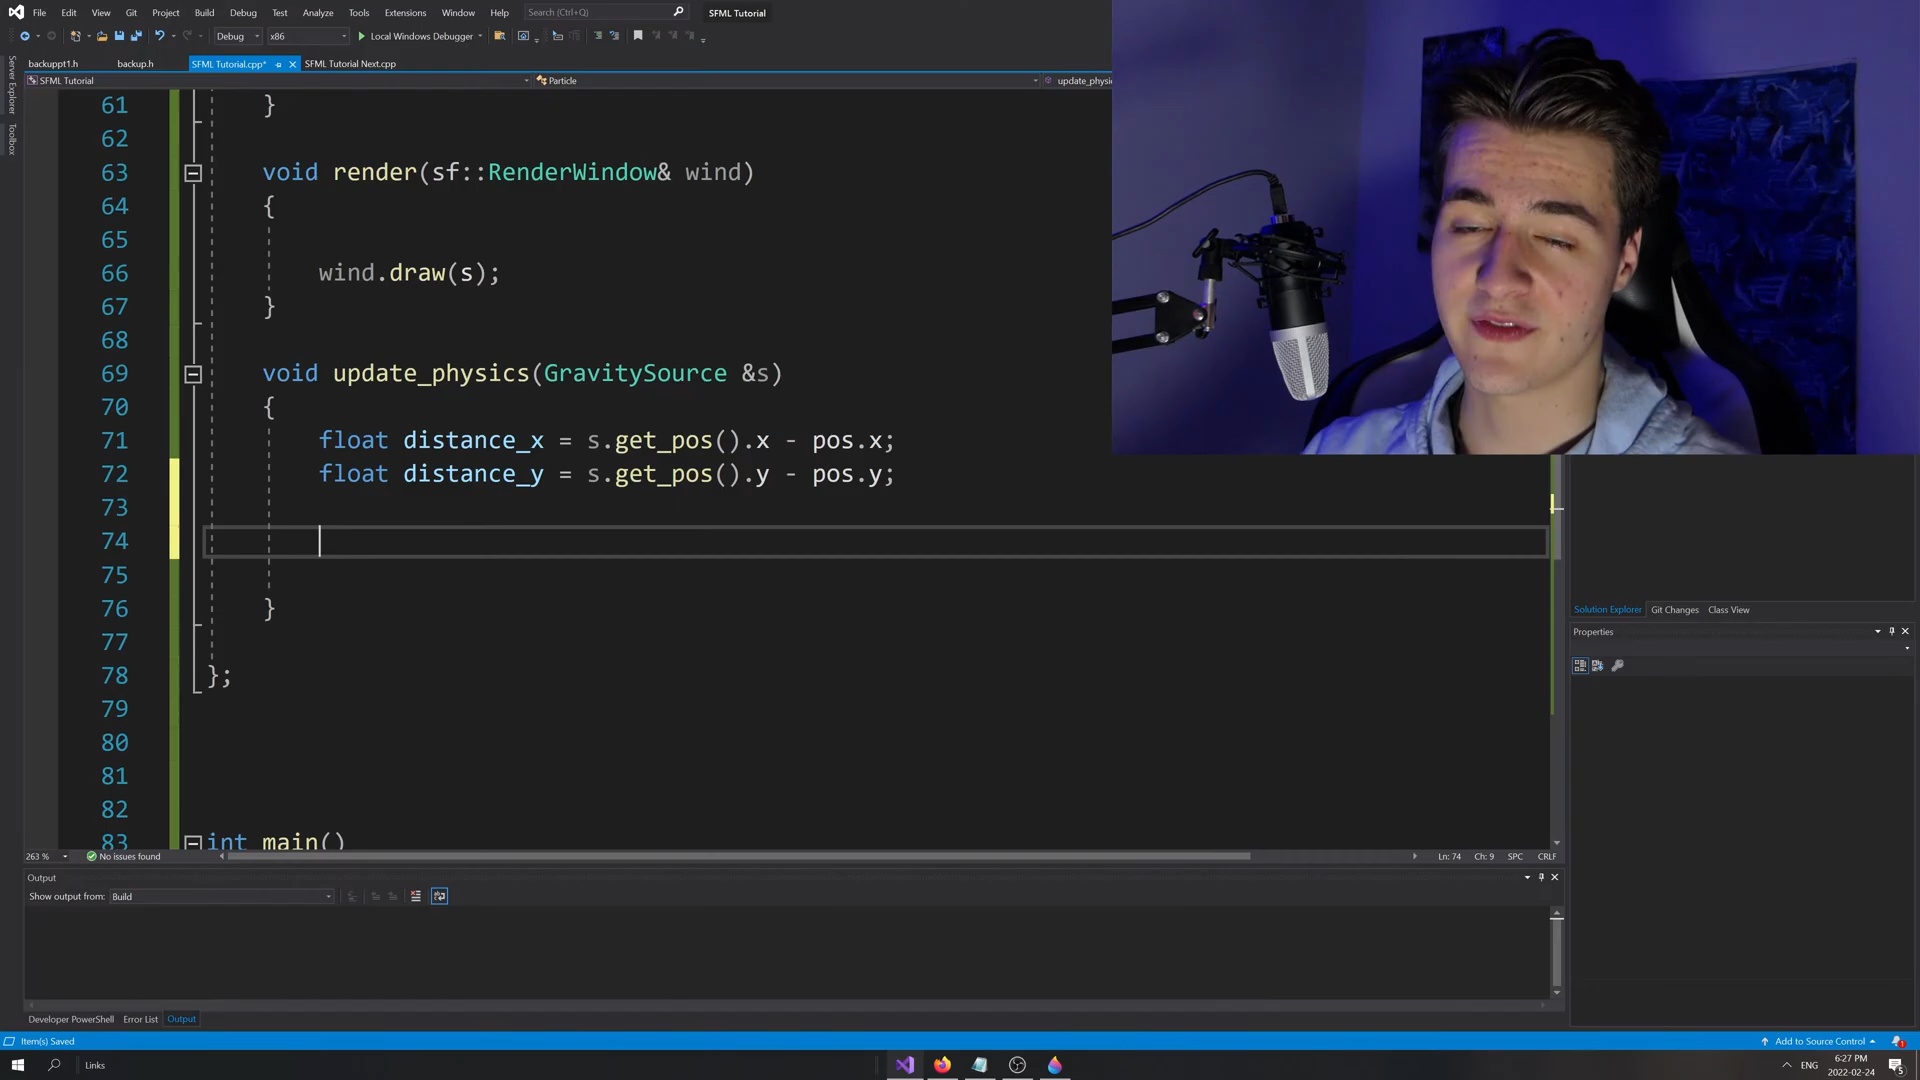 File Edit View Git Project Build Debug Test Analyze Tools Extensions Window Help Search (Ctrl+Q) SFML Tutorial
Debug x86 Local Windows Debugger
backuppt1.h backup.h SFML Tutorial.cpp* SFML Tutorial Next.cpp
SFML Tutorial Particle update_physi
Server Explorer
Toolbox
61 }
62
63 void render(sf::RenderWindow& wind)
64 {
65
66 wind.draw(s);
67 }
68
69 void update_physics(GravitySource &s)
70 {
71 float distance_x = s.get_pos().x - pos.x;
72 float distance_y = s.get_pos().y - pos.y;
73
74
75
76 }
77
78 };
79
80
81
82
83 int main()
263 % No issues found Ln: 74 Ch: 9 SPC CRLF
Solution Explorer Git Changes Class View
Properties
Output
Show output from: Build
Developer PowerShell Error List Output
Item(s) Saved Add to Source Control 1
Links ENG 6:27 PM
2022-02-24 5